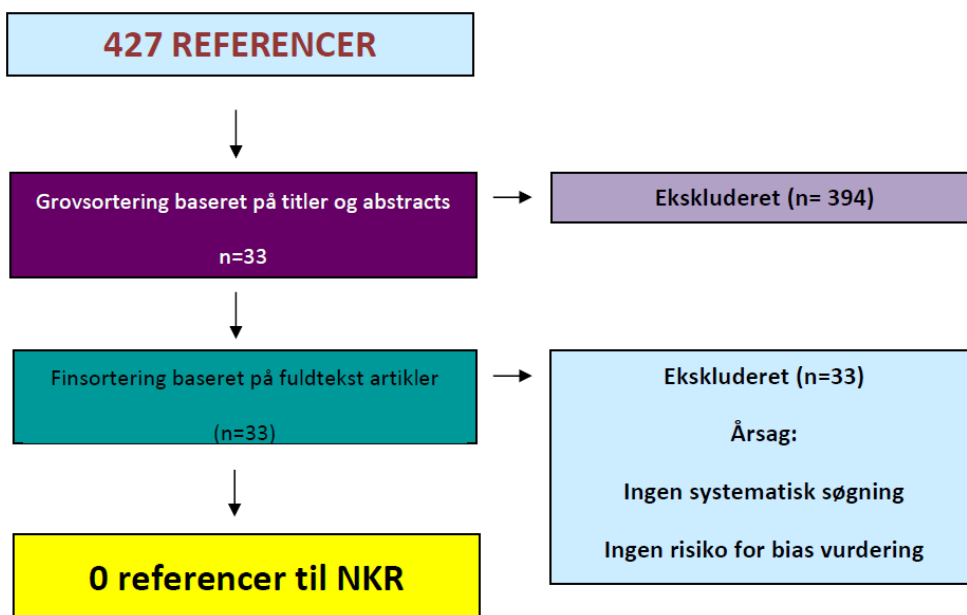 427 REFERENCER
Grovsortering baseret på titler og abstracts
n=33
Ekskluderet (n= 394)
Finsortering baseret på fuldtekst artikler
(n=33)
Ekskluderet (n=33)
Årsag:
Ingen systematisk søgning
Ingen risiko for bias vurdering
0 referencer til NKR